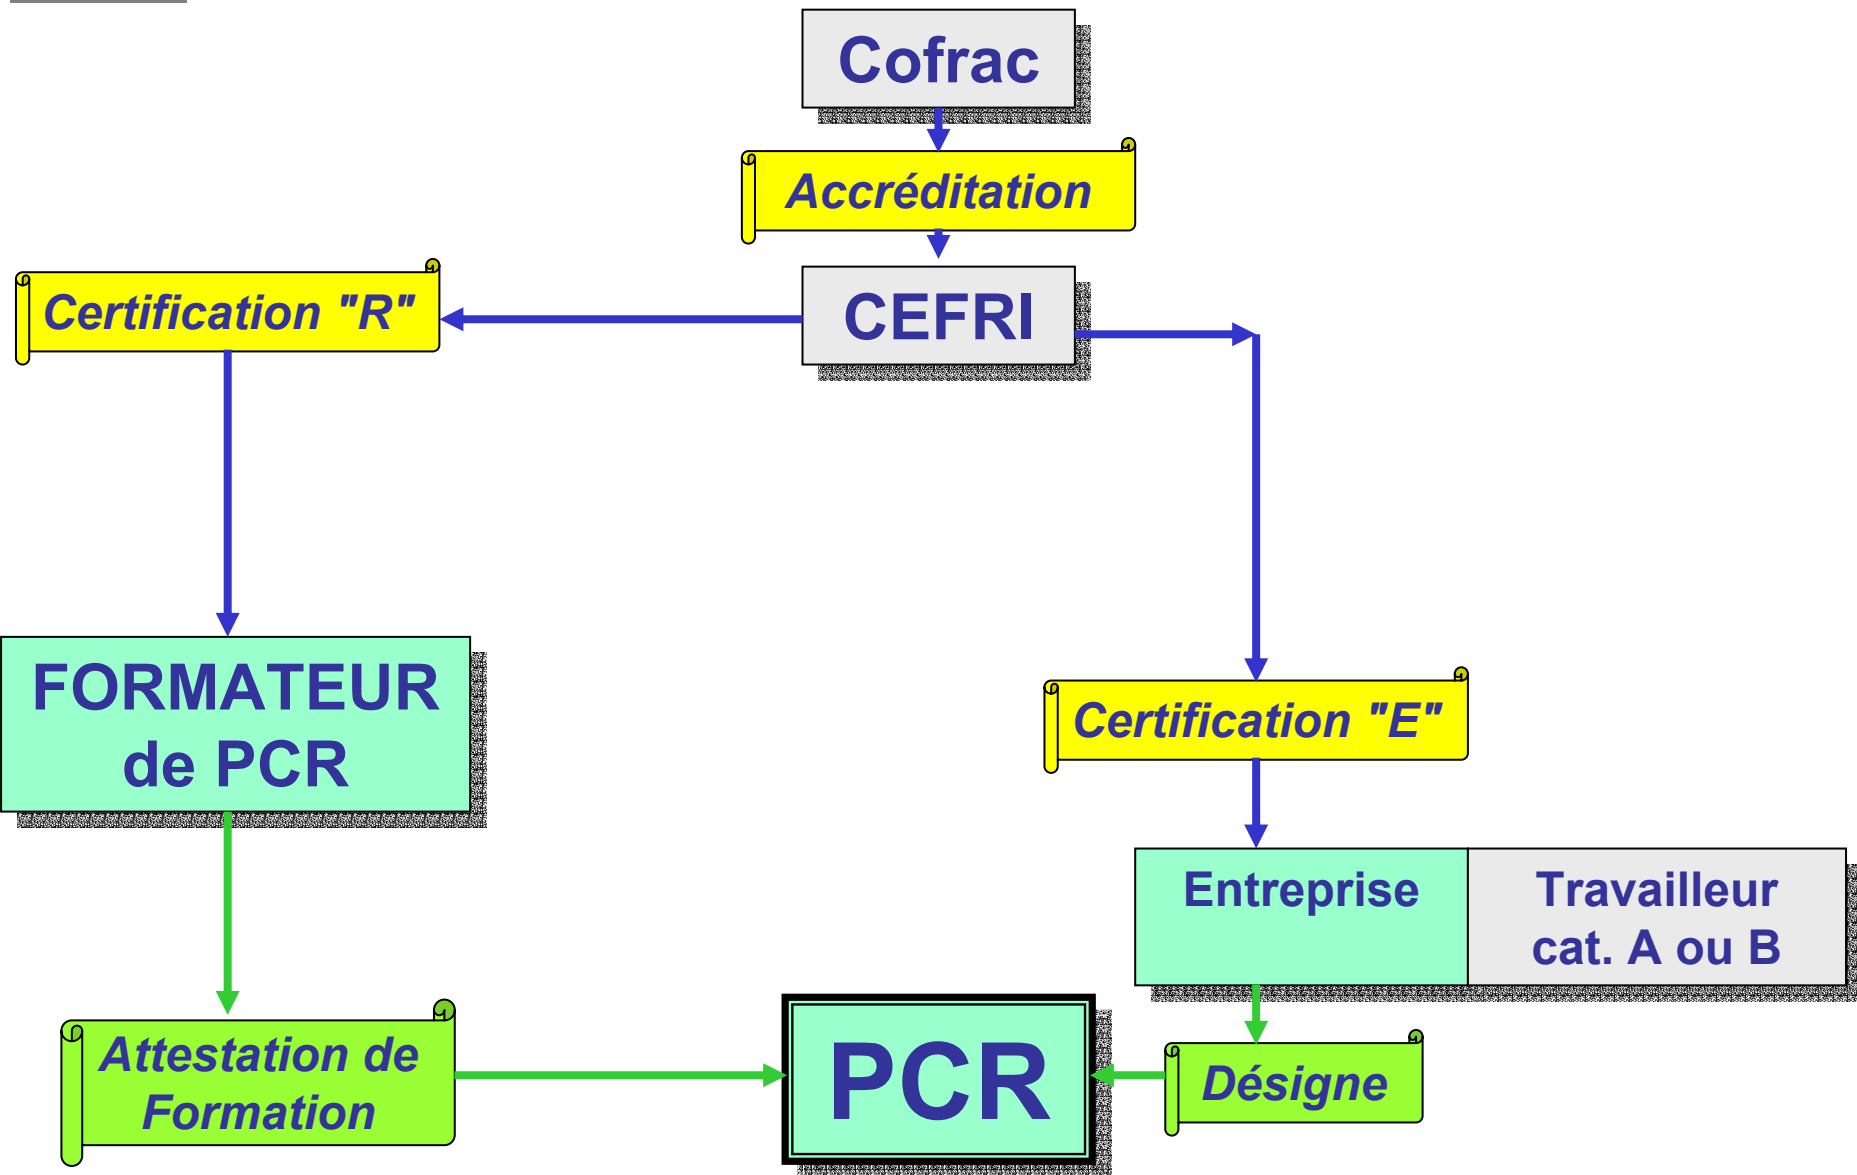 Cofrac
Accréditation
Certification "R"
CEFRI
FORMATEUR
de PCR
Certification "E"
Entreprise
Travailleur
cat. A ou B
Attestation de
Formation
PCR
Désigne